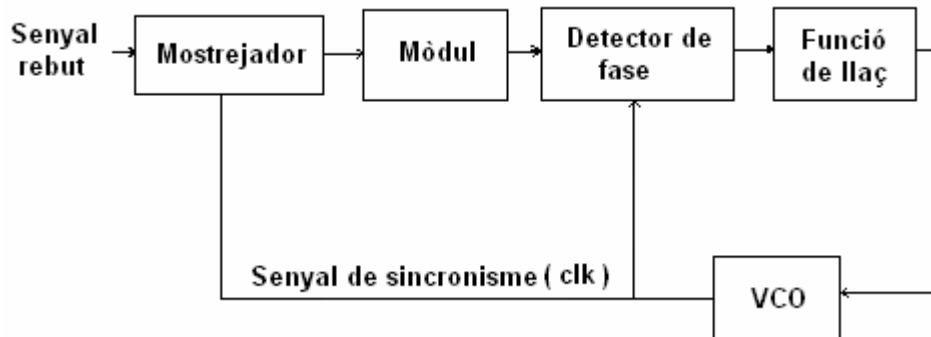 Senyal
rebut
Mostrejador
Mòdul
Detector de
fase
Funció
de llaç
Senyal de sincronisme ( clk )
VCO